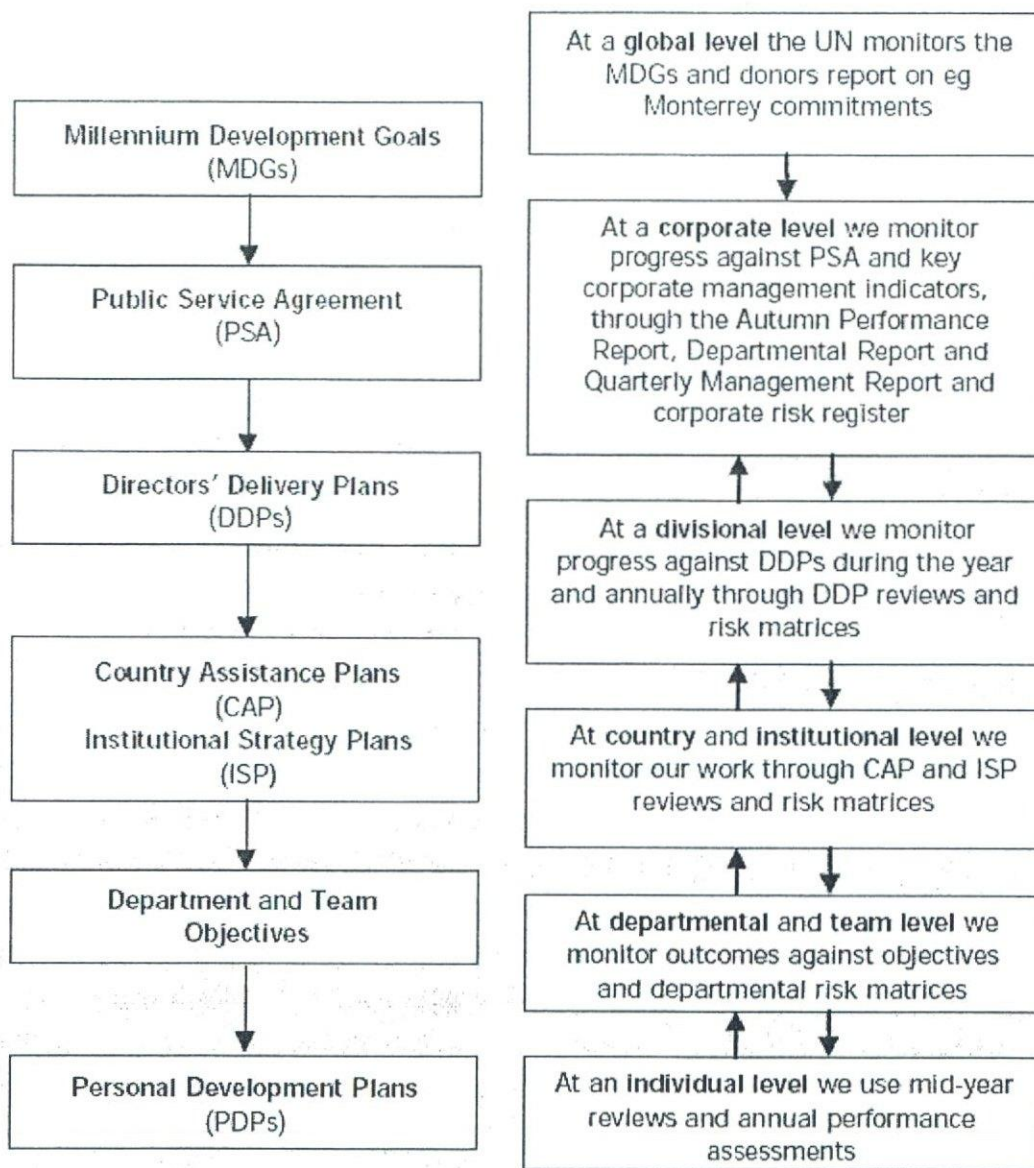 Millennium Development Goals
(MDGs)
Public Service Agreement
(PSA)
Directors' Delivery Plans
(DDPs)
Country Assistance Plans
(CAP)
Institutional Strategy Plans
(ISP)
Department and Team
Objectives
Personal Development Plans
(PDPs)
At a global level the UN monitors the
MDGs and donors report on eg
Monterrey commitments
At a corporate level we monitor
progress against PSA and key
corporate management indicators,
through the Autumn Performance
Report, Departmental Report and
Quarterly Management Report and
corporate risk register
At a divisional level we monitor
progress against DDPs during the year
and annually through DDP reviews and
risk matrices
At country and institutional level we
monitor our work through CAP and ISP
reviews and risk matrices
At departmental and team level we
monitor outcomes against objectives
and departmental risk matrices
At an individual level we use mid-year
reviews and annual performance
assessments